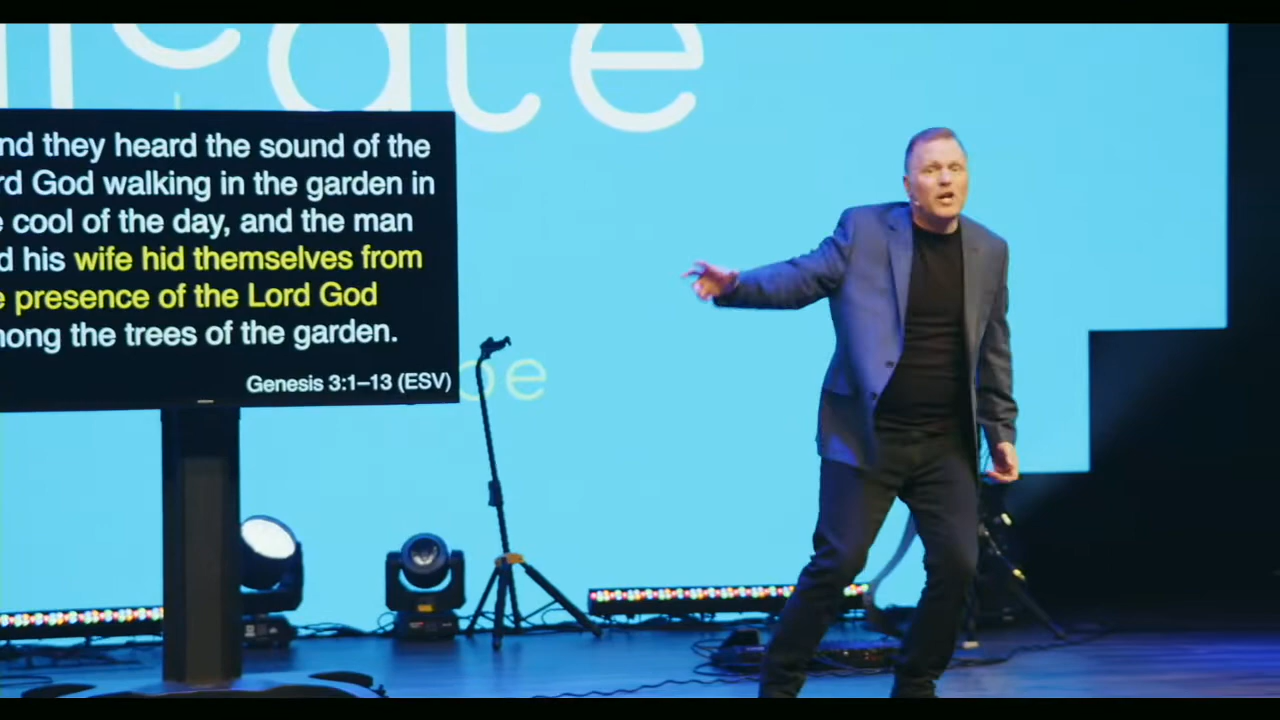 ate
nd they heard the sound of the
rd God walking in the garden in
e cool of the day, and the man
d his wife hid themselves from
e presence of the Lord God
mong the trees of the garden.
Genesis 3:1–13 (ESV)